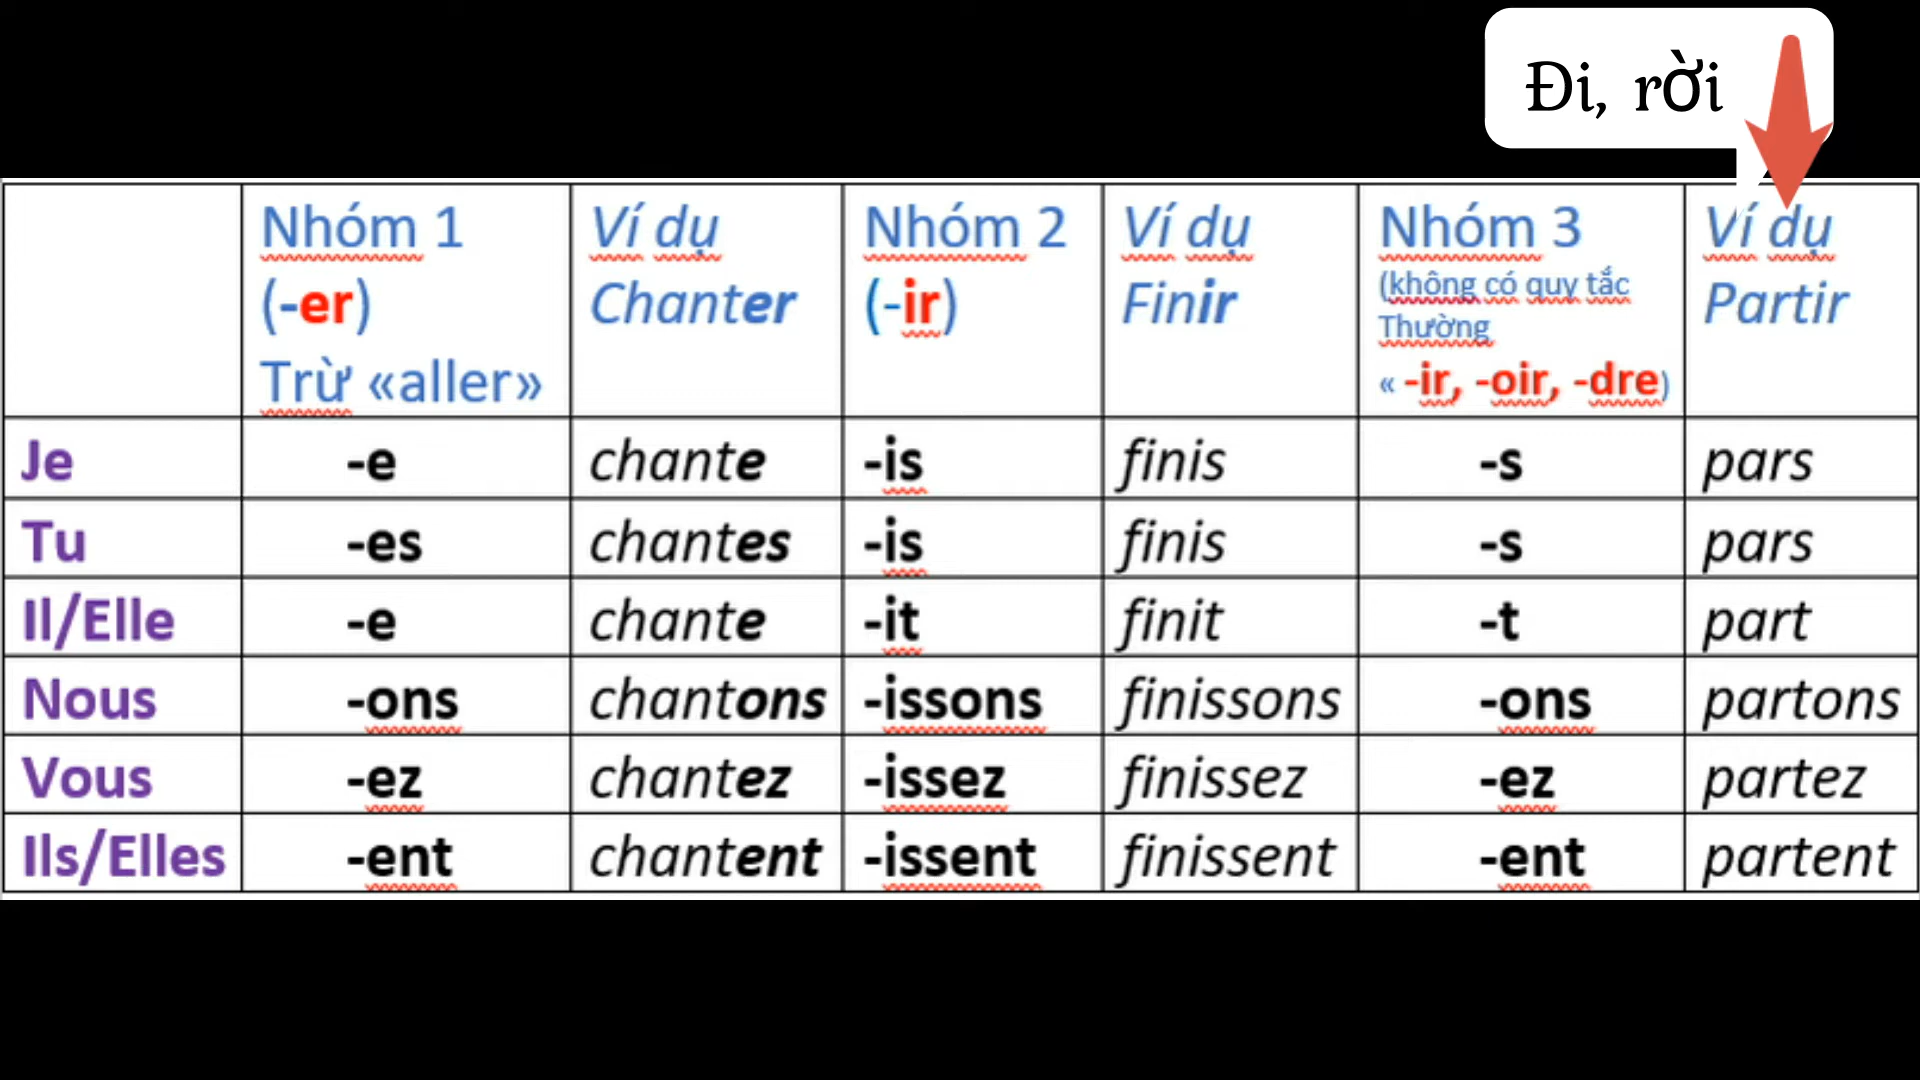 Đi, rời
Nhóm 1
(-er)
Trừ «aller»
Ví dụ
Chanter
Nhóm 2
(-ir)
Ví dụ
Finir
Nhóm 3
(không có quy tắc
Thường
« -ir, -oir, -dre)
Ví dụ
Partir
Je -e chante -is finis -s pars
Tu -es chantes -is finis -s pars
Il/Elle -e chante -it finit -t part
Nous -ons chantons -issons finissons -ons partons
Vous -ez chantez -issez finissez -ez partez
Ils/Elles -ent chantent -issent finissent -ent partent